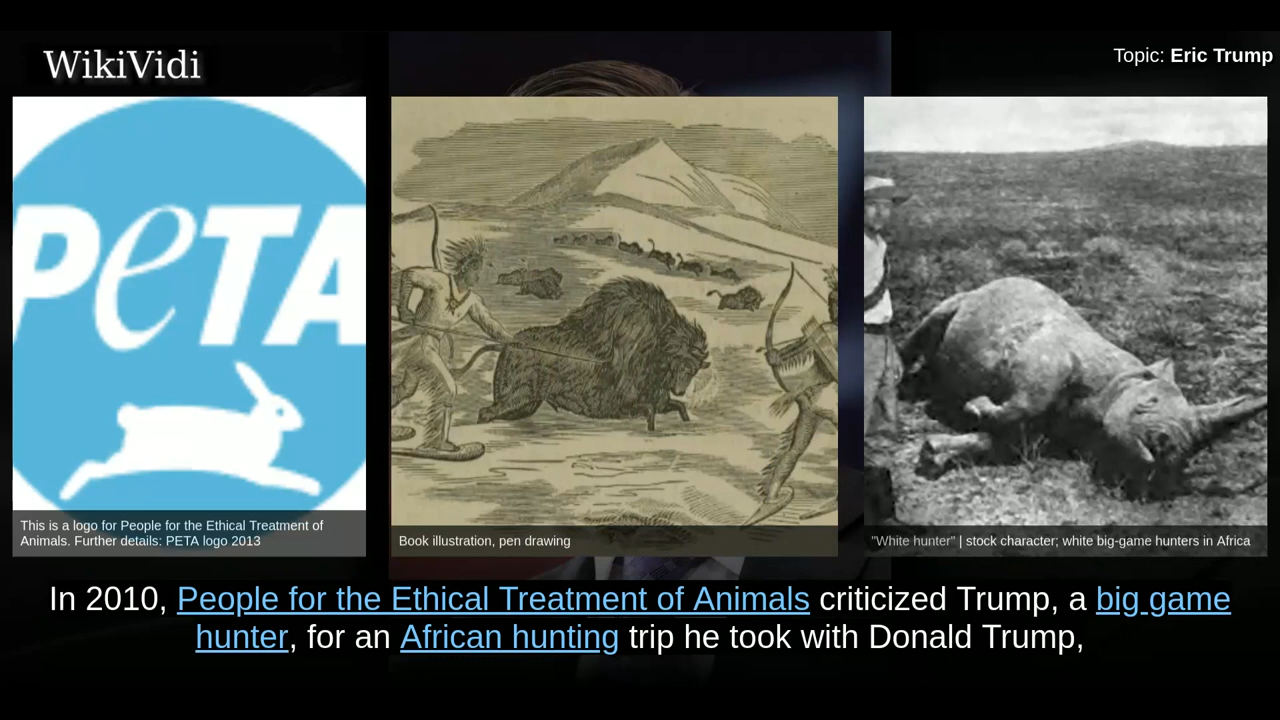 WikiVidi
Topic: Eric Trump
PeTA
This is a logo for People for the Ethical Treatment of
Animals. Further details: PETA logo 2013
Book illustration, pen drawing
"White hunter" | stock character; white big-game hunters in Africa
In 2010, People for the Ethical Treatment of Animals criticized Trump, a big game
hunter, for an African hunting trip he took with Donald Trump,